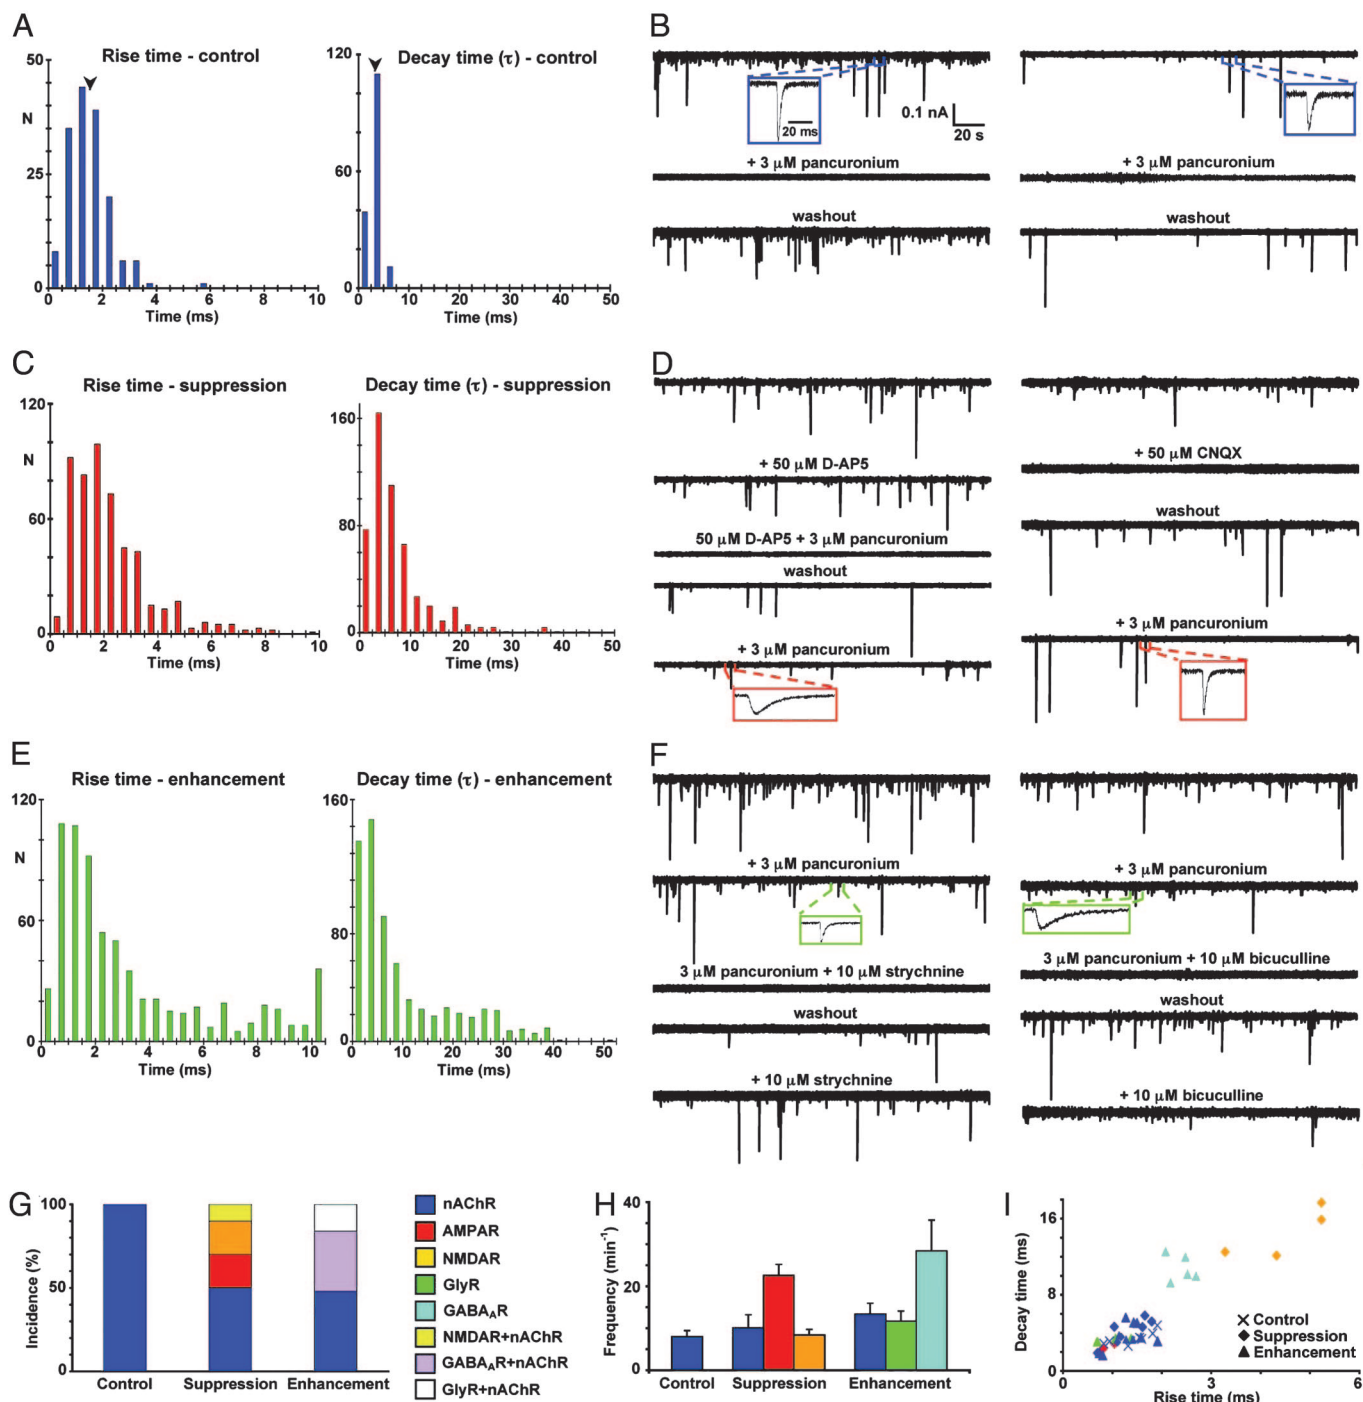 A
Rise time - control
50
N
25
0
0 2 4 6 8 10
Time (ms)
Decay time (τ) - control
120
60
0
0 10 20 30 40 50
Time (ms)
B
20 ms
0.1 nA
20 s
+ 3 μM pancuronium
washout
+ 3 μM pancuronium
washout
C
Rise time - suppression
120
N
60
0
0 2 4 6 8 10
Time (ms)
Decay time (τ) - suppression
160
80
0
0 10 20 30 40 50
Time (ms)
D
+ 50 μM D-AP5
50 μM D-AP5 + 3 μM pancuronium
washout
+ 3 μM pancuronium
+ 50 μM CNQX
washout
+ 3 μM pancuronium
E
Rise time - enhancement
120
N
60
0
0 2 4 6 8 10
Time (ms)
Decay time (τ) - enhancement
160
80
0
0 10 20 30 40 50
Time (ms)
F
+ 3 μM pancuronium
3 μM pancuronium + 10 μM strychnine
washout
+ 10 μM strychnine
+ 3 μM pancuronium
3 μM pancuronium + 10 μM bicuculline
washout
+ 10 μM bicuculline
G
Incidence (%)
100
50
0
Control Suppression Enhancement
nAChR
AMPAR
NMDAR
GlyR
GABAAR
NMDAR+nAChR
GABAAR+nAChR
GlyR+nAChR
H
Frequency (min⁻¹)
40
20
0
Control Suppression Enhancement
I
Decay time (ms)
16
8
0
Control
Suppression
Enhancement
0 3 6
Rise time (ms)